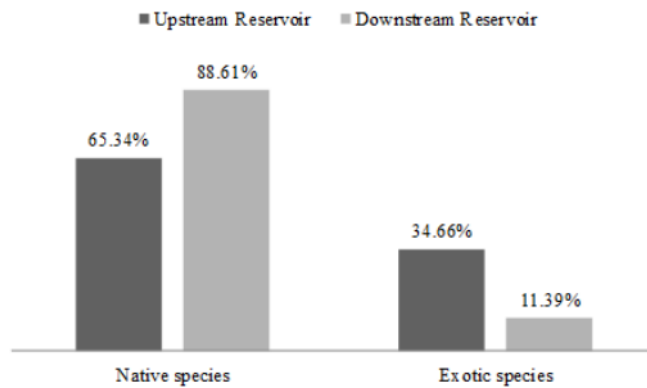 Upstream Reservoir Downstream Reservoir
88.61%
65.34%
34.66%
11.39%
Native species Exotic species